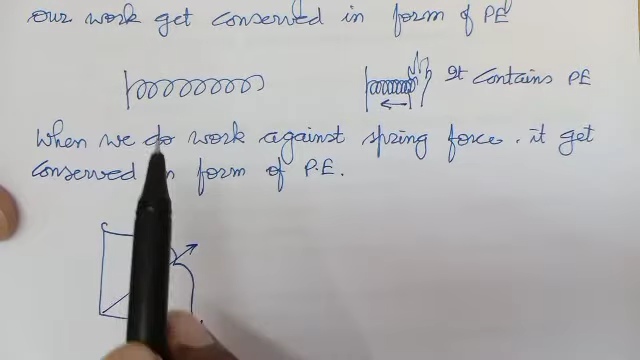 our work get conserved in form of PE
It contains PE
When we do work against spring force. it get
conserved in form of P.E.